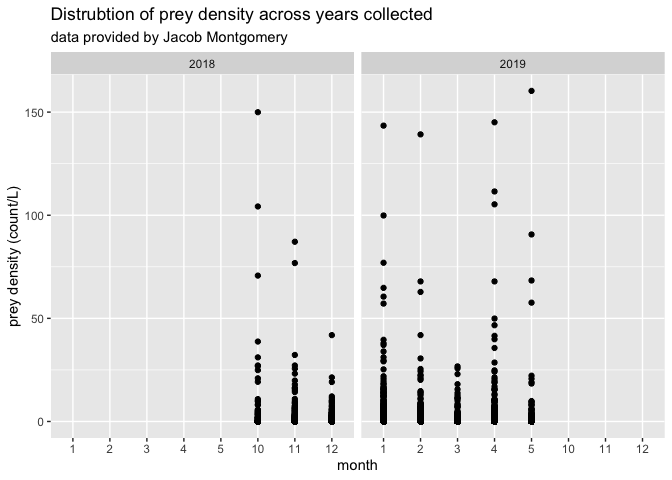 Distrubtion of prey density across years collected
data provided by Jacob Montgomery
2018 2019
150
100
50
0
prey density (count/L)
1 2 3 4 5 10 11 12 1 2 3 4 5 10 11 12
month